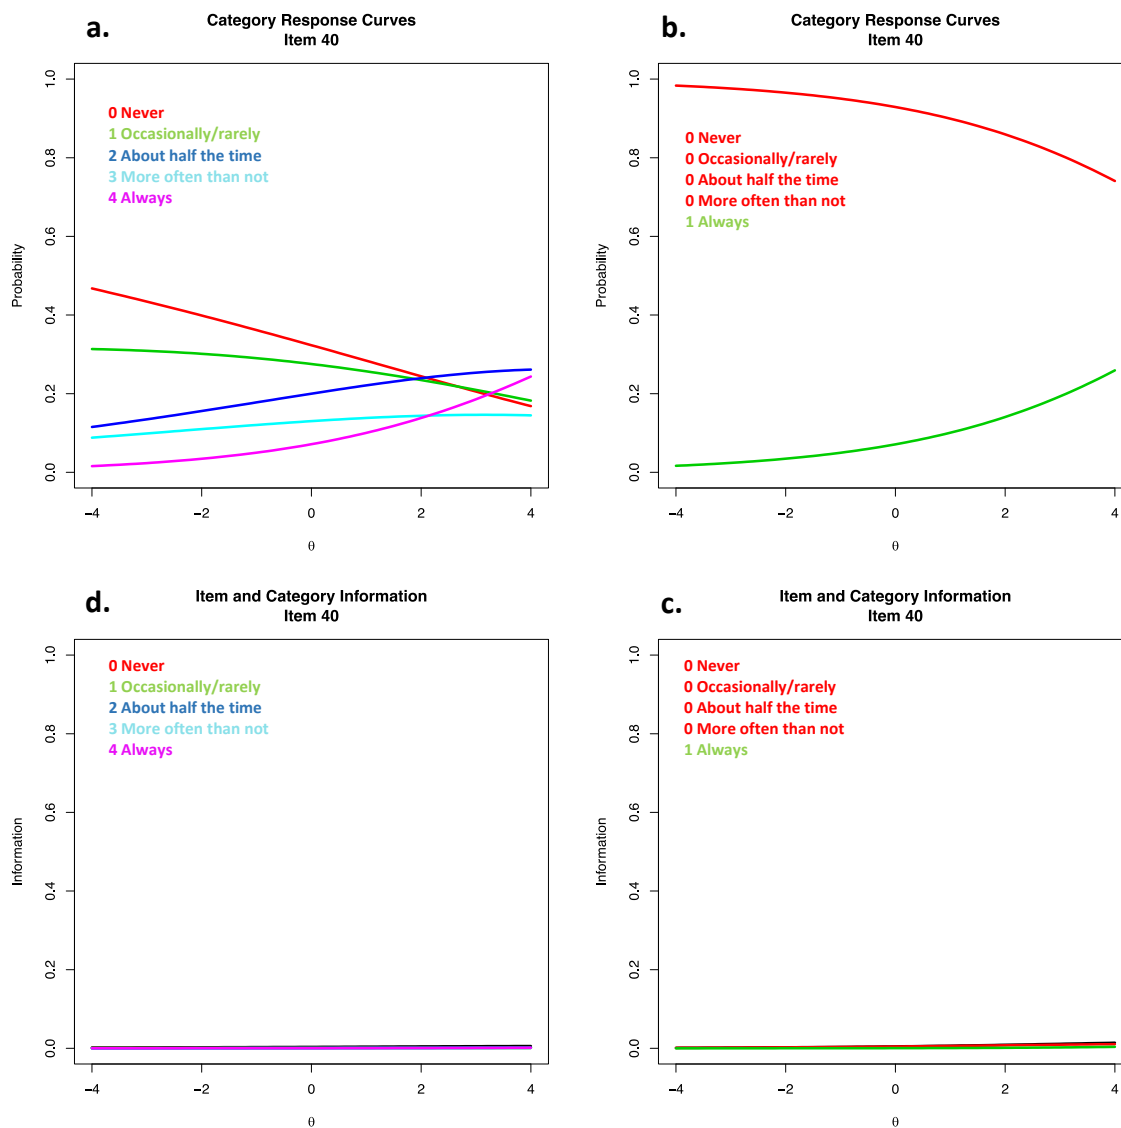 a.
Category Response Curves
Item 40
0 Never
1 Occasionally/rarely
2 About half the time
3 More often than not
4 Always
Probability
0.0
0.2
0.4
0.6
0.8
1.0
−4
−2
0
2
4
θ
b.
Category Response Curves
Item 40
0 Never
0 Occasionally/rarely
0 About half the time
0 More often than not
1 Always
Probability
0.0
0.2
0.4
0.6
0.8
1.0
−4
−2
0
2
4
θ
d.
Item and Category Information
Item 40
0 Never
1 Occasionally/rarely
2 About half the time
3 More often than not
4 Always
Information
0.0
0.2
0.4
0.6
0.8
1.0
−4
−2
0
2
4
θ
c.
Item and Category Information
Item 40
0 Never
0 Occasionally/rarely
0 About half the time
0 More often than not
1 Always
Information
0.0
0.2
0.4
0.6
0.8
1.0
−4
−2
0
2
4
θ